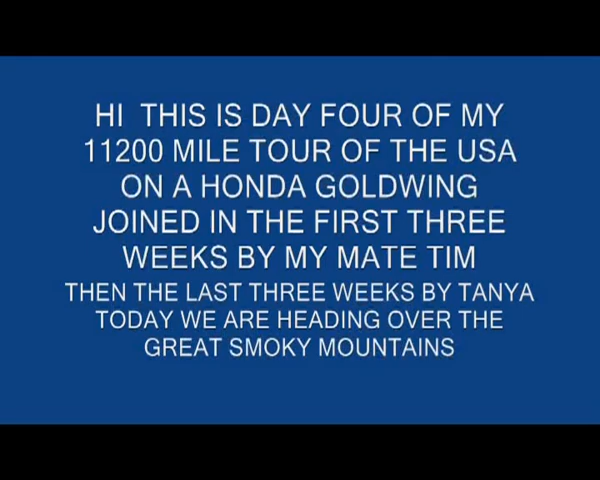 HI  THIS IS DAY FOUR OF MY
11200 MILE TOUR OF THE USA
ON A HONDA GOLDWING
JOINED IN THE FIRST THREE
WEEKS BY MY MATE TIM
THEN THE LAST THREE WEEKS BY TANYA
TODAY WE ARE HEADING OVER THE
GREAT SMOKY MOUNTAINS